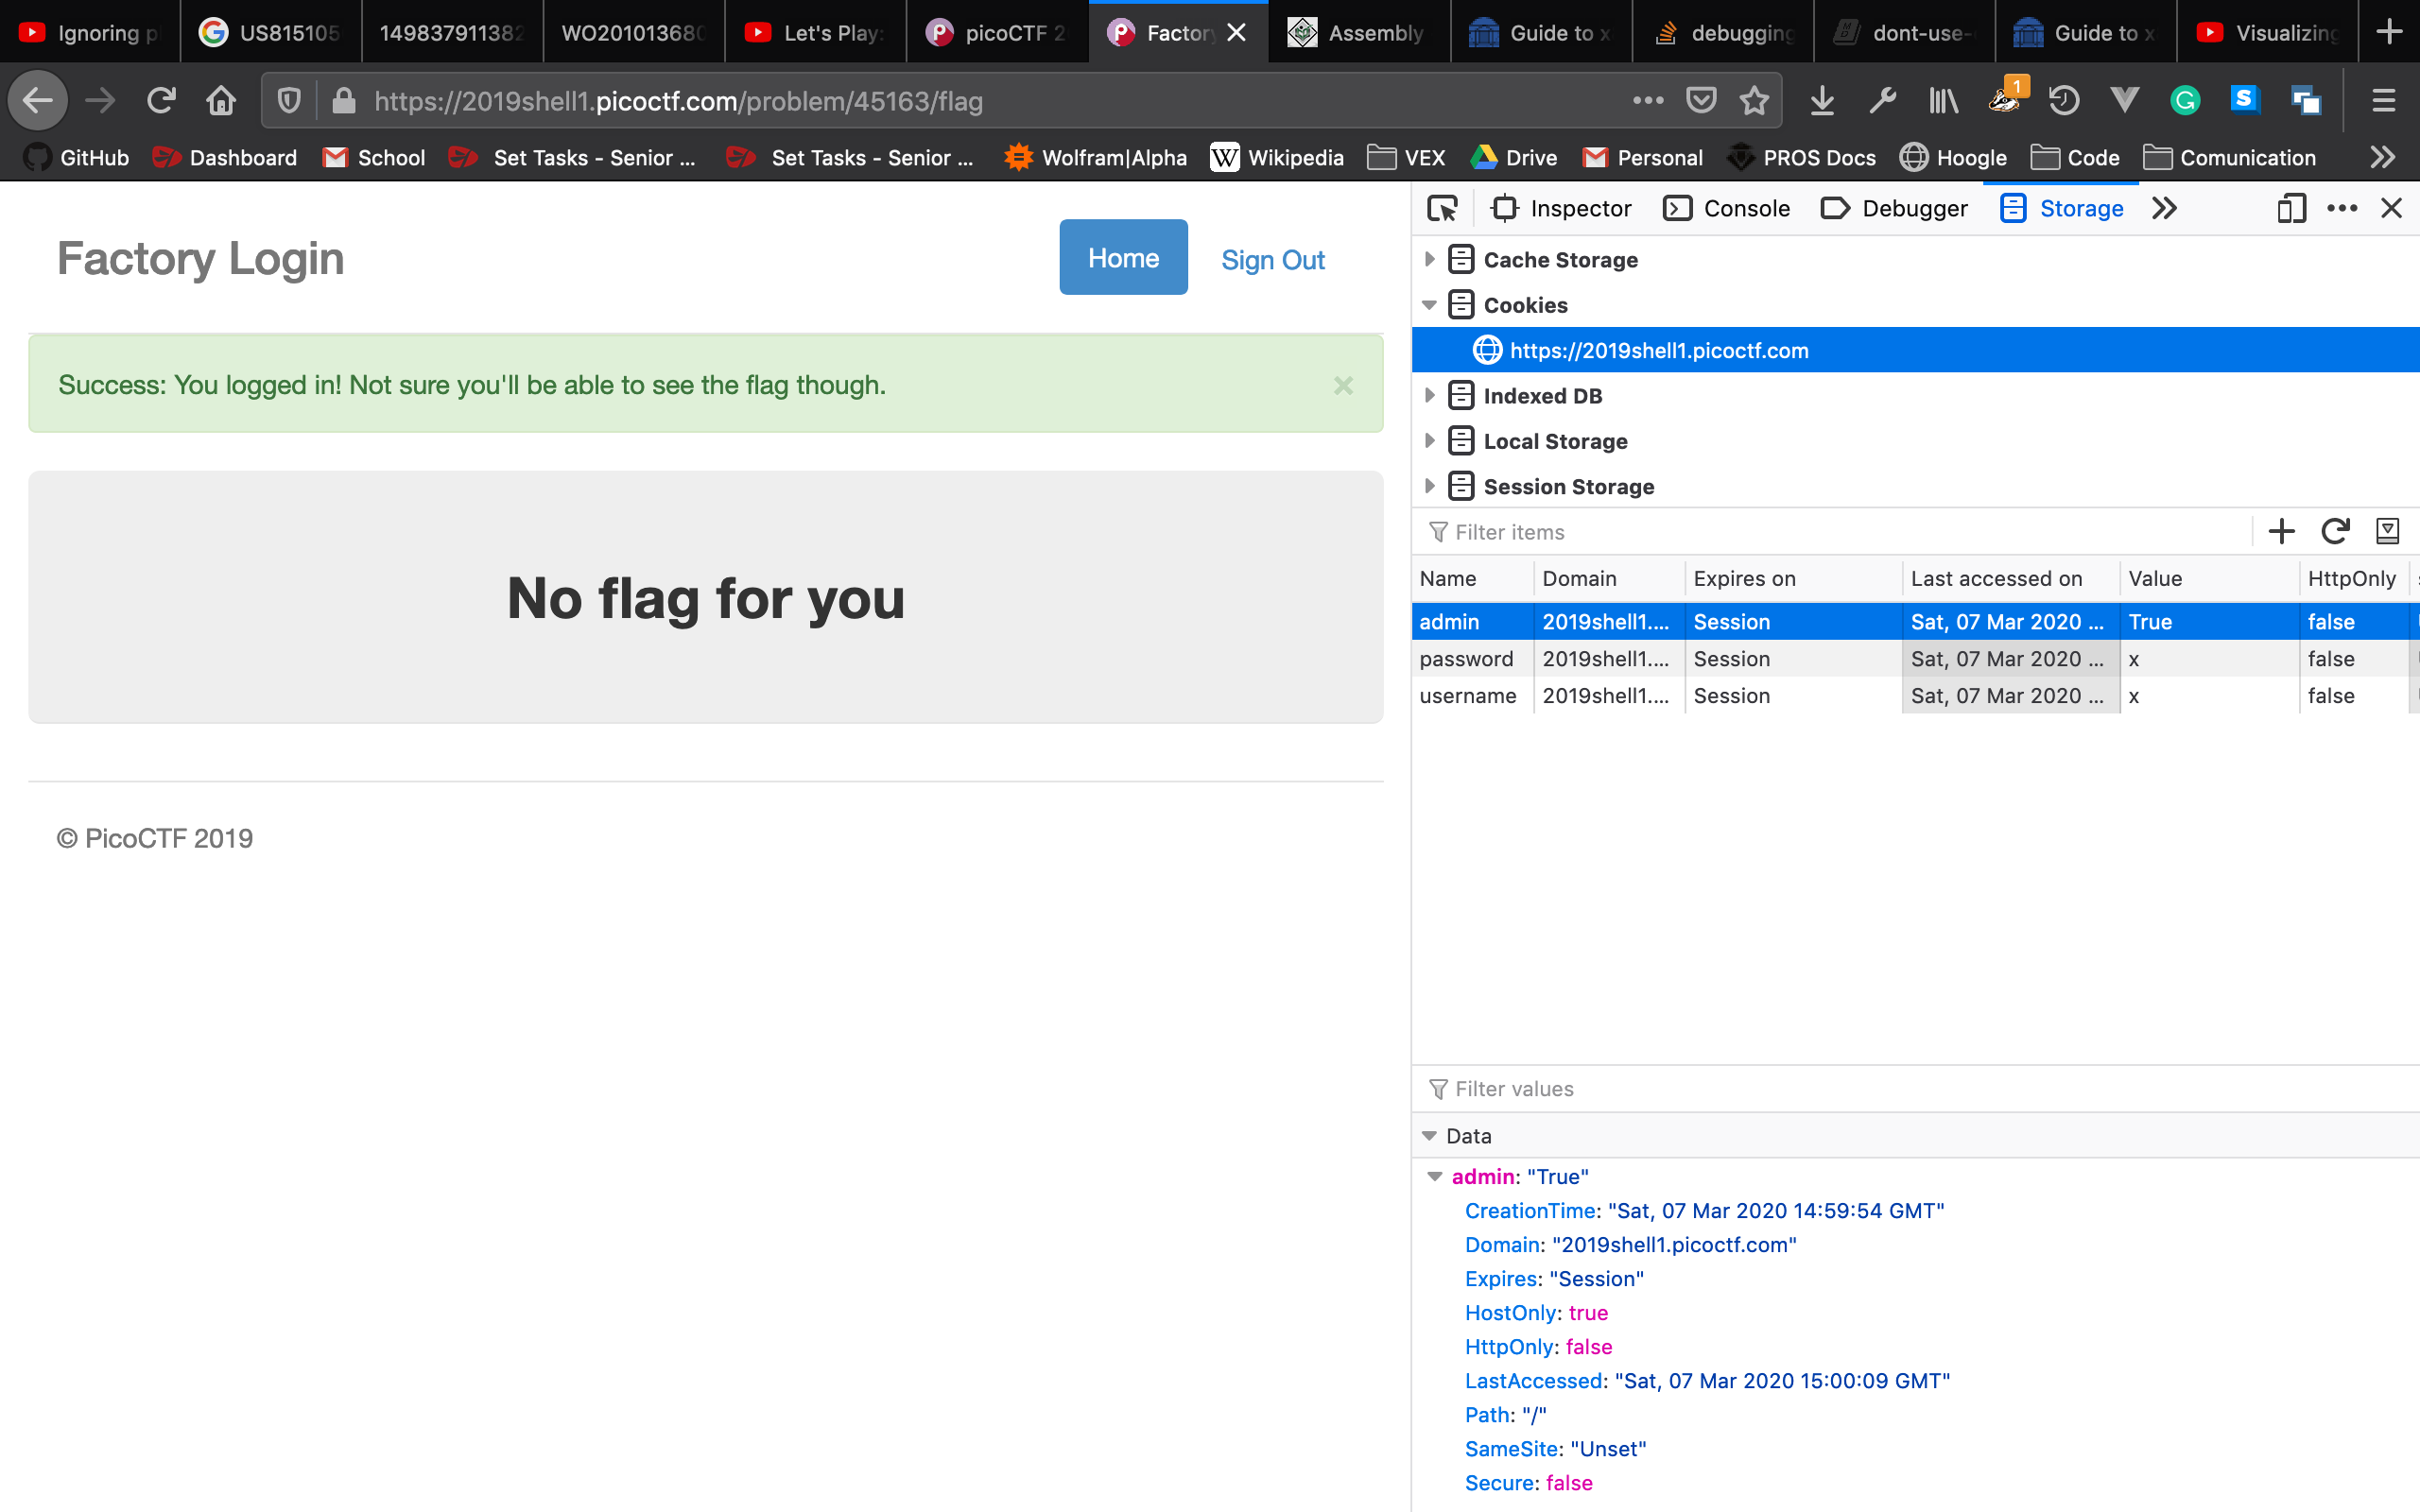 Ignoring p
US815105
149837911382
WO201013680
Let's Play:
picoCTF 2
Factor
Assembly
Guide to x
debugging
dont-use-
Guide to x
Visualizing
https://2019shell1.picoctf.com/problem/45163/flag
1
GitHub Dashboard School Set Tasks - Senior ... Set Tasks - Senior ... Wolfram|Alpha Wikipedia VEX Drive Personal PROS Docs Hoogle Code Comunication
Factory Login
Home
Sign Out
Success: You logged in! Not sure you'll be able to see the flag though.
×
No flag for you
© PicoCTF 2019
Inspector Console Debugger Storage
Cache Storage
Cookies
https://2019shell1.picoctf.com
Indexed DB
Local Storage
Session Storage
Filter items
Name Domain Expires on Last accessed on Value HttpOnly
admin 2019shell1.... Session Sat, 07 Mar 2020 ... True false
password 2019shell1.... Session Sat, 07 Mar 2020 ... x false
username 2019shell1.... Session Sat, 07 Mar 2020 ... x false
Filter values
Data
admin: "True"
CreationTime: "Sat, 07 Mar 2020 14:59:54 GMT"
Domain: "2019shell1.picoctf.com"
Expires: "Session"
HostOnly: true
HttpOnly: false
LastAccessed: "Sat, 07 Mar 2020 15:00:09 GMT"
Path: "/"
SameSite: "Unset"
Secure: false